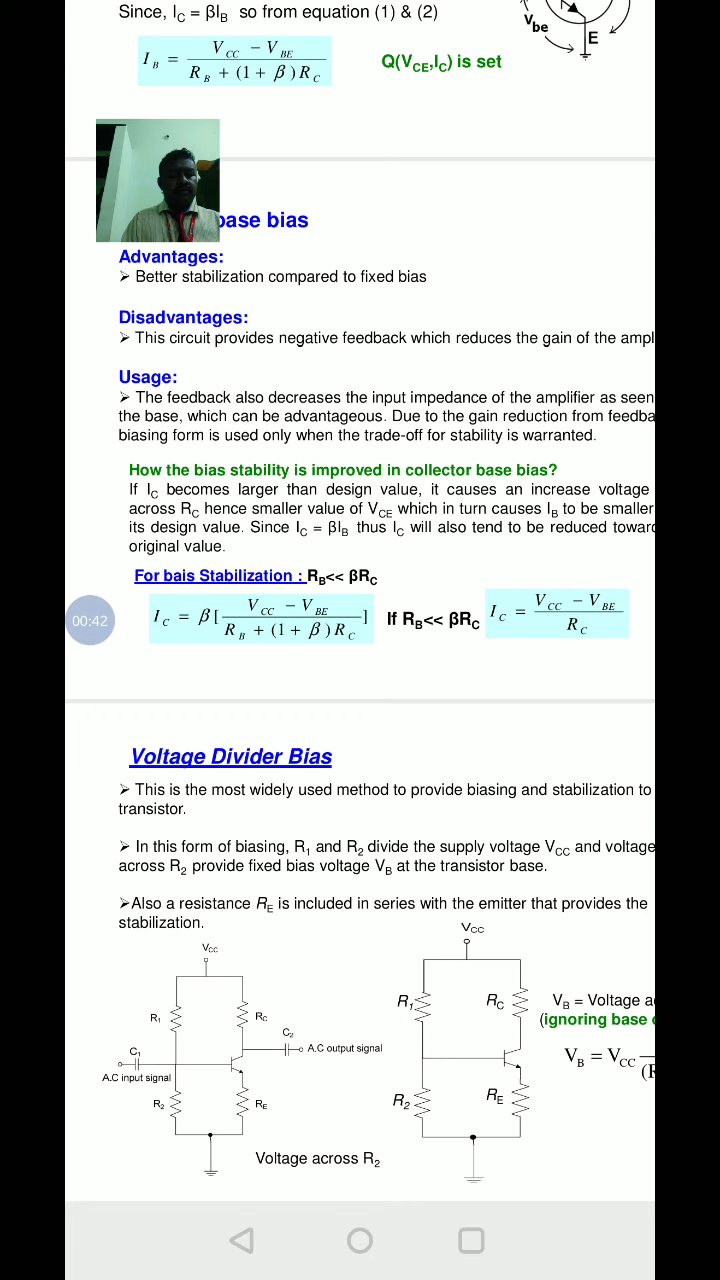 Since, I_C = βI_B so from equation (1) & (2)
V_be
E
I_B = (V_CC − V_BE) / (R_B + (1 + β)R_C)
Q(V_CE,I_C) is set
base bias
Advantages:
➢ Better stabilization compared to fixed bias
Disadvantages:
➢ This circuit provides negative feedback which reduces the gain of the ampl
Usage:
➢ The feedback also decreases the input impedance of the amplifier as seen
the base, which can be advantageous. Due to the gain reduction from feedba
biasing form is used only when the trade-off for stability is warranted.
How the bias stability is improved in collector base bias?
If I_C becomes larger than design value, it causes an increase voltage
across R_C hence smaller value of V_CE which in turn causes I_B to be smaller
its design value. Since I_C = βI_B thus I_C will also tend to be reduced towar
original value.
For bais Stabilization : R_B<< βR_C
00:42
I_C = β[(V_CC − V_BE) / (R_B + (1 + β)R_C)] If R_B<< βR_C I_C = (V_CC − V_BE) / R_C
Voltage Divider Bias
➢ This is the most widely used method to provide biasing and stabilization to
transistor.
➢ In this form of biasing, R_1 and R_2 divide the supply voltage V_CC and voltage
across R_2 provide fixed bias voltage V_B at the transistor base.
➢Also a resistance R_E is included in series with the emitter that provides the
stabilization.
Vcc
R1
Rc
C2
A.C output signal
C1
A.C input signal
R2
RE
Voltage across R_2
Vcc
R_1
R_C
R_2
R_E
V_B = Voltage a
(ignoring base
V_B = V_CC
(R